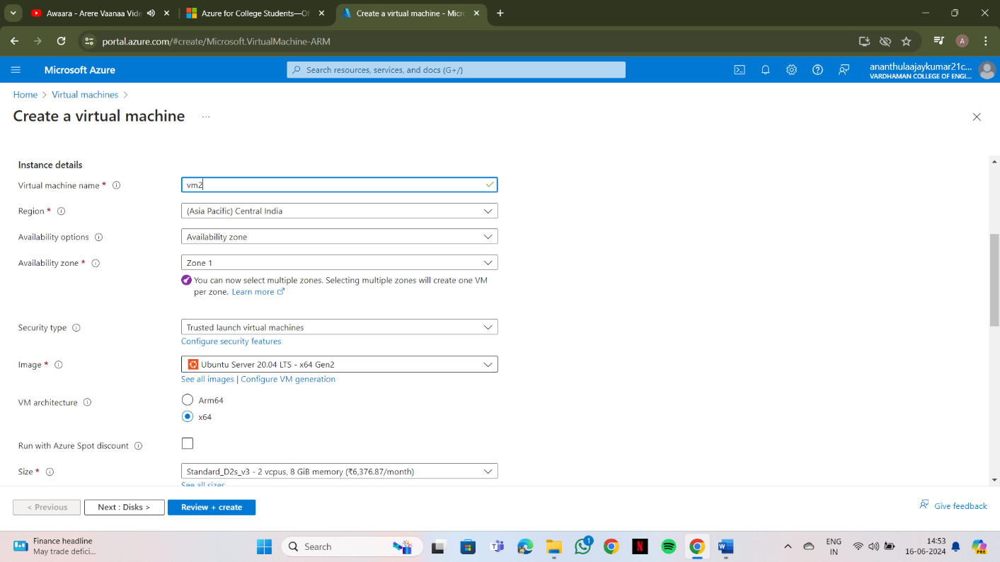 Awaara - Arere Vaanaa Vide
Azure for College Students—Of
Create a virtual machine - Micro
portal.azure.com/#create/Microsoft.VirtualMachine-ARM
A
Microsoft Azure
Search resources, services, and docs (G+/)
ananthulaajaykumar21c...
VARDHAMAN COLLEGE OF ENGI...
Home > Virtual machines >
Create a virtual machine ...
Instance details
Virtual machine name *
vm2
Region *
(Asia Pacific) Central India
Availability options
Availability zone
Availability zone *
Zone 1
You can now select multiple zones. Selecting multiple zones will create one VM
per zone. Learn more
Security type
Trusted launch virtual machines
Configure security features
Image *
Ubuntu Server 20.04 LTS - x64 Gen2
See all images | Configure VM generation
VM architecture
Arm64
x64
Run with Azure Spot discount
Size *
Standard_D2s_v3 - 2 vcpus, 8 GiB memory (₹6,376.87/month)
See all sizes
< Previous
Next : Disks >
Review + create
Give feedback
Finance headline
May trade defici...
Search
1
ENG
IN
14:53
16-06-2024
PRE